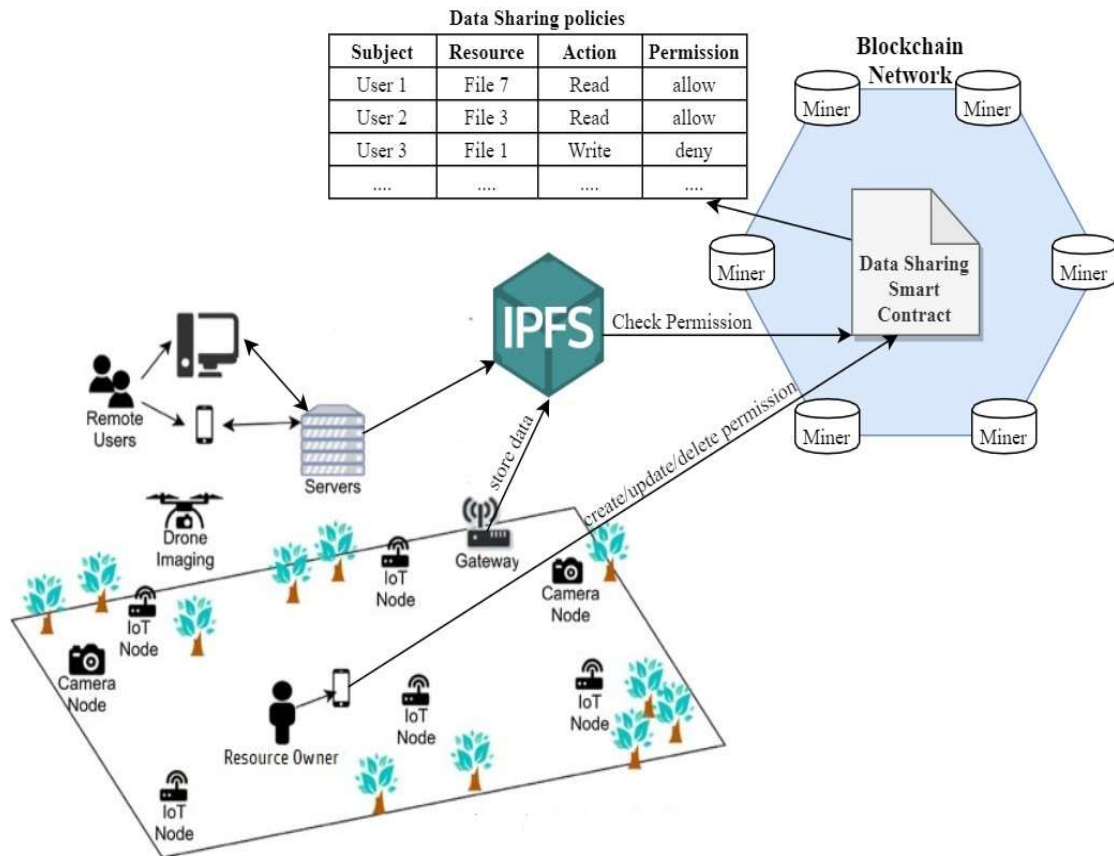 Data Sharing policies
Subject Resource Action Permission
User 1 File 7 Read allow
User 2 File 3 Read allow
User 3 File 1 Write deny
.... .... .... ....
Blockchain
Network
Miner
Miner
Miner
Miner
Miner
Miner
Data Sharing
Smart
Contract
IPFS
Check Permission
create/update/delete permission
store data
Remote
Users
Servers
Drone
Imaging
Gateway
IoT
Node
IoT
Node
Camera
Node
Camera
Node
IoT
Node
IoT
Node
Resource Owner
IoT
Node